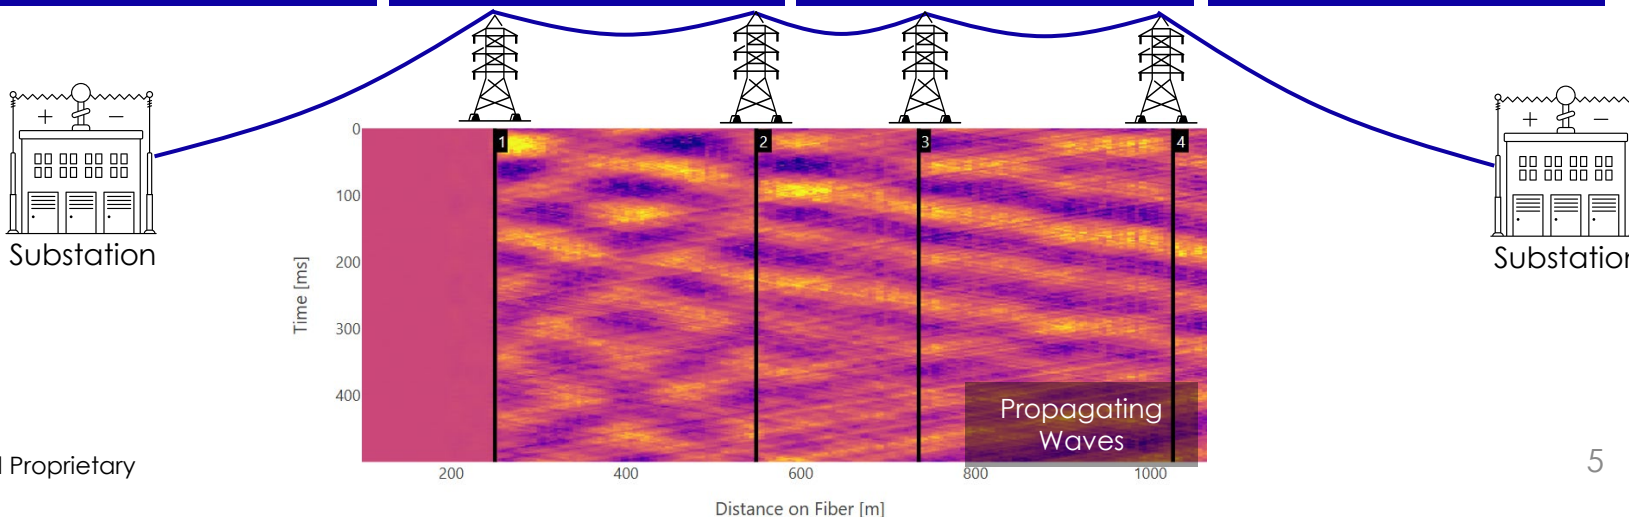 + −
+ −
Substation
Substation
1 2 3 4
0
100
200
300
400
Time [ms]
Propagating
Waves
200 400 600 800 1000
Distance on Fiber [m]
Proprietary
5